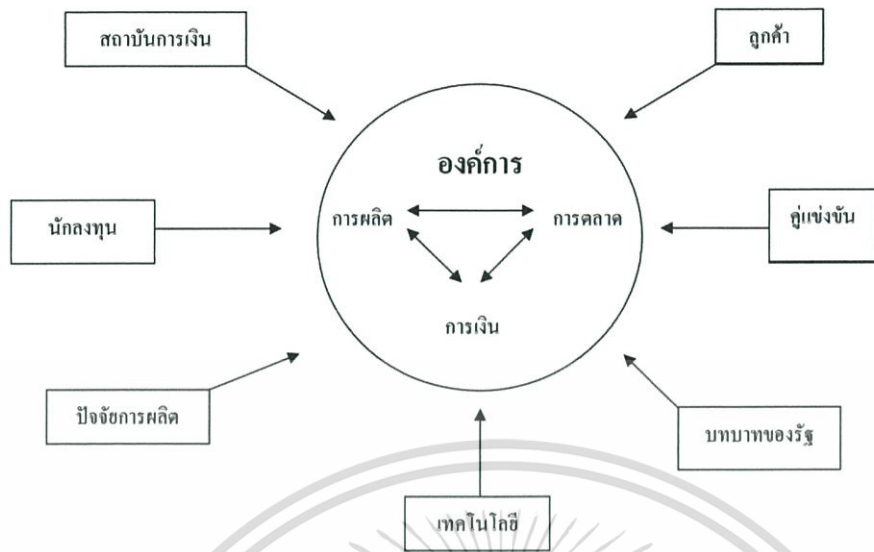 สถาบันการเงิน
ลูกค้า
องค์การ
การผลิต
การตลาด
นักลงทุน
คู่แข่งขัน
การเงิน
ปัจจัยการผลิต
บทบาทของรัฐ
เทคโนโลยี